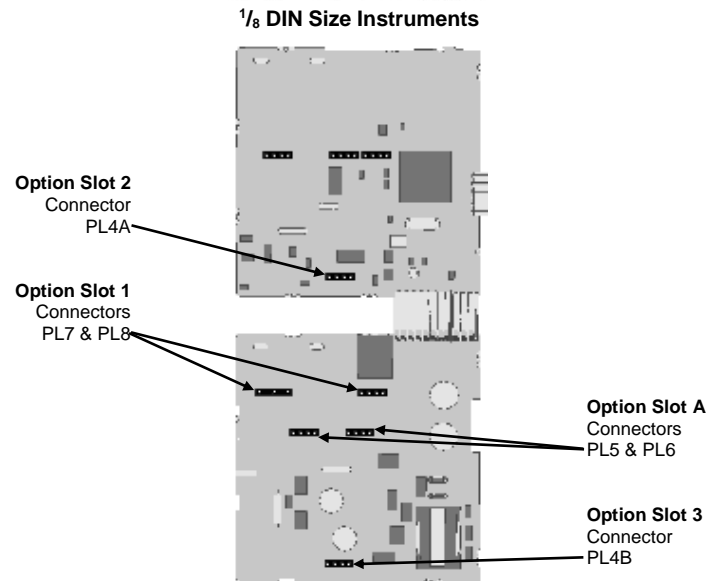 1/8 DIN Size Instruments
Option Slot 2
Connector
PL4A
Option Slot 1
Connectors
PL7 & PL8
Option Slot A
Connectors
PL5 & PL6
Option Slot 3
Connector
PL4B